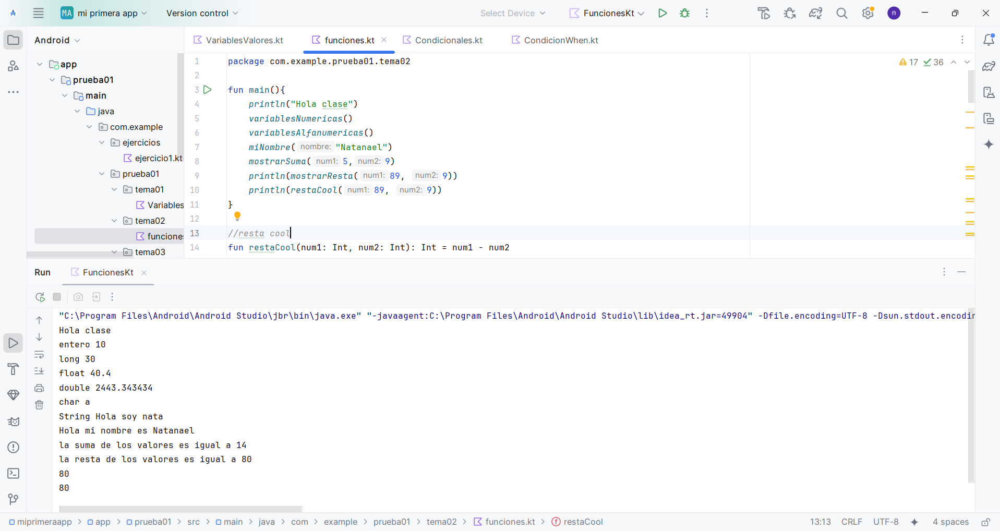 MA mi primera app Version control Select Device FuncionesKt n
Android VariablesValores.kt funciones.kt Condicionales.kt CondicionWhen.kt
app
prueba01
main
java
com.example
ejercicios
ejercicio1.kt
prueba01
tema01
Variables
tema02
funciones
tema03
17 36
1 package com.example.prueba01.tema02
2
3 fun main(){
4 println("Hola clase")
5 variablesNumericas()
6 variablesAlfanumericas()
7 miNombre( nombre: "Natanael")
8 mostrarSuma( num1: 5, num2: 9)
9 println(mostrarResta( num1: 89, num2: 9))
10 println(restaCool( num1: 89, num2: 9))
11 }
12
13 //resta cool
14 fun restaCool(num1: Int, num2: Int): Int = num1 - num2
Run FuncionesKt
"C:\Program Files\Android\Android Studio\jbr\bin\java.exe" "-javaagent:C:\Program Files\Android\Android Studio\lib\idea_rt.jar=49904" -Dfile.encoding=UTF-8 -Dsun.stdout.encodin
Hola clase
entero 10
long 30
float 40.4
double 2443.343434
char a
String Hola soy nata
Hola mi nombre es Natanael
la suma de los valores es igual a 14
la resta de los valores es igual a 80
80
80
miprimeraapp > app > prueba01 > src > main > java > com > example > prueba01 > tema02 > funciones.kt > f restaCool 13:13 CRLF UTF-8 4 spaces